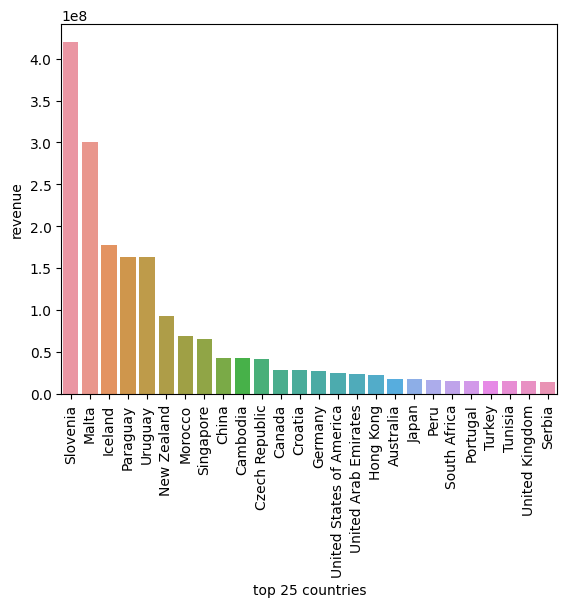 1e8
4.0
3.5
3.0
2.5
2.0
1.5
1.0
0.5
0.0
revenue
Slovenia
Malta
Iceland
Paraguay
Uruguay
New Zealand
Morocco
Singapore
China
Cambodia
Czech Republic
Canada
Croatia
Germany
United States of America
United Arab Emirates
Hong Kong
Australia
Japan
Peru
South Africa
Portugal
Turkey
Tunisia
United Kingdom
Serbia
top 25 countries